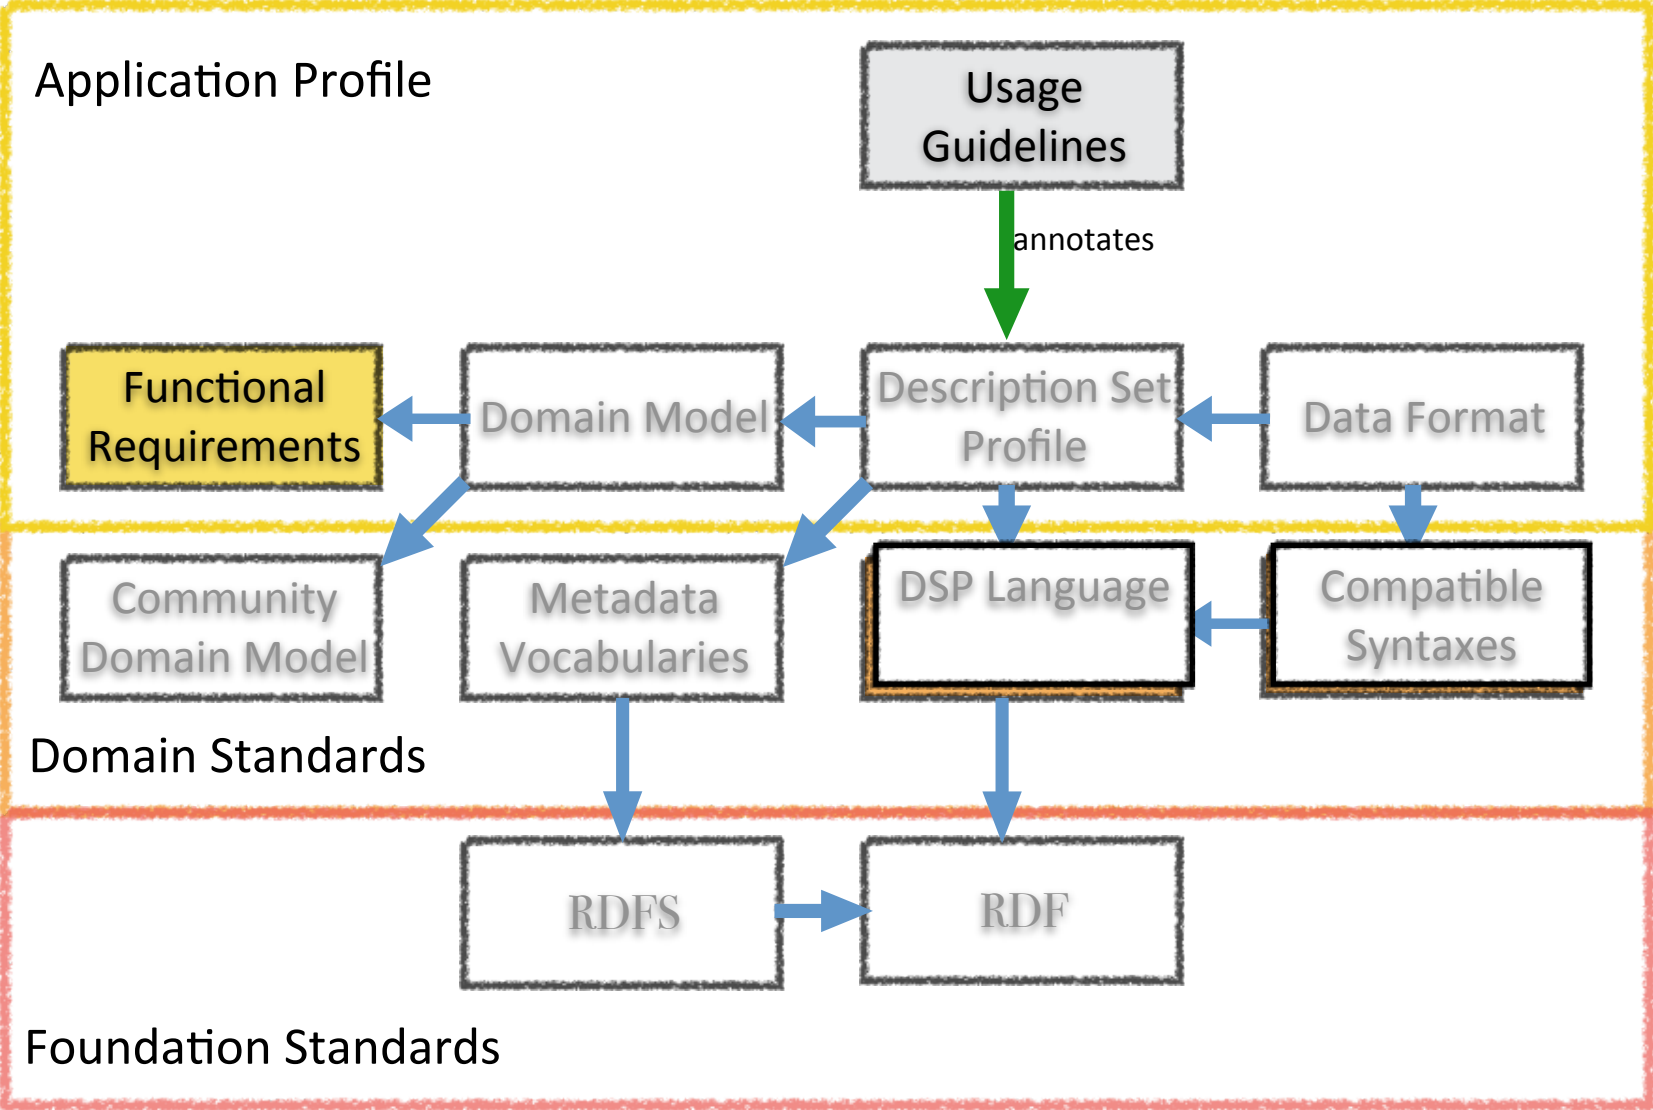 Application Profile
Usage
Guidelines
annotates
Functional
Requirements
Domain Model
Description Set
Profile
Data Format
Community
Domain Model
Metadata
Vocabularies
DSP Language
Compatible
Syntaxes
Domain Standards
RDFS
RDF
Foundation Standards